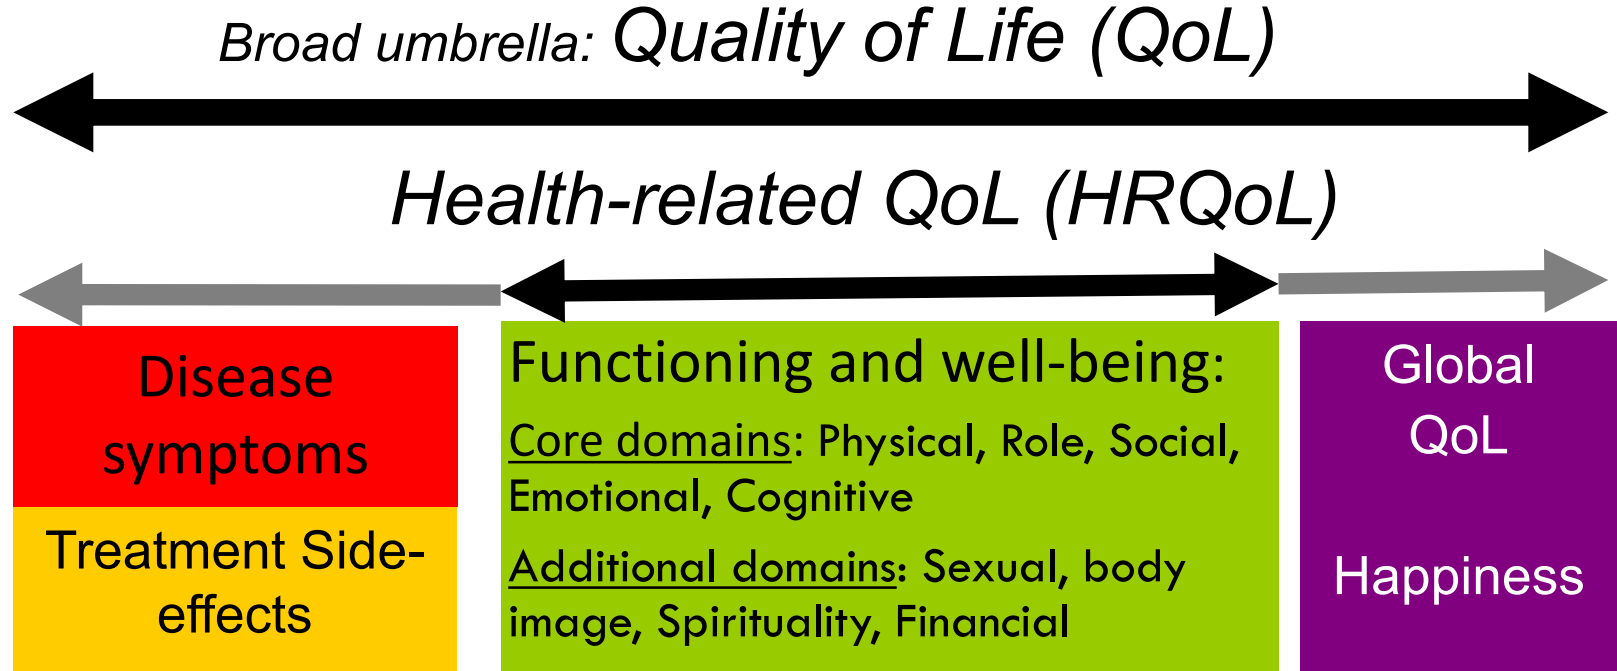 Broad umbrella: Quality of Life (QoL)
Health-related QoL (HRQoL)
Disease
symptoms
Treatment Side-
effects
Functioning and well-being:
Core domains: Physical, Role, Social,
Emotional, Cognitive
Additional domains: Sexual, body
image, Spirituality, Financial
Global
QoL
Happiness